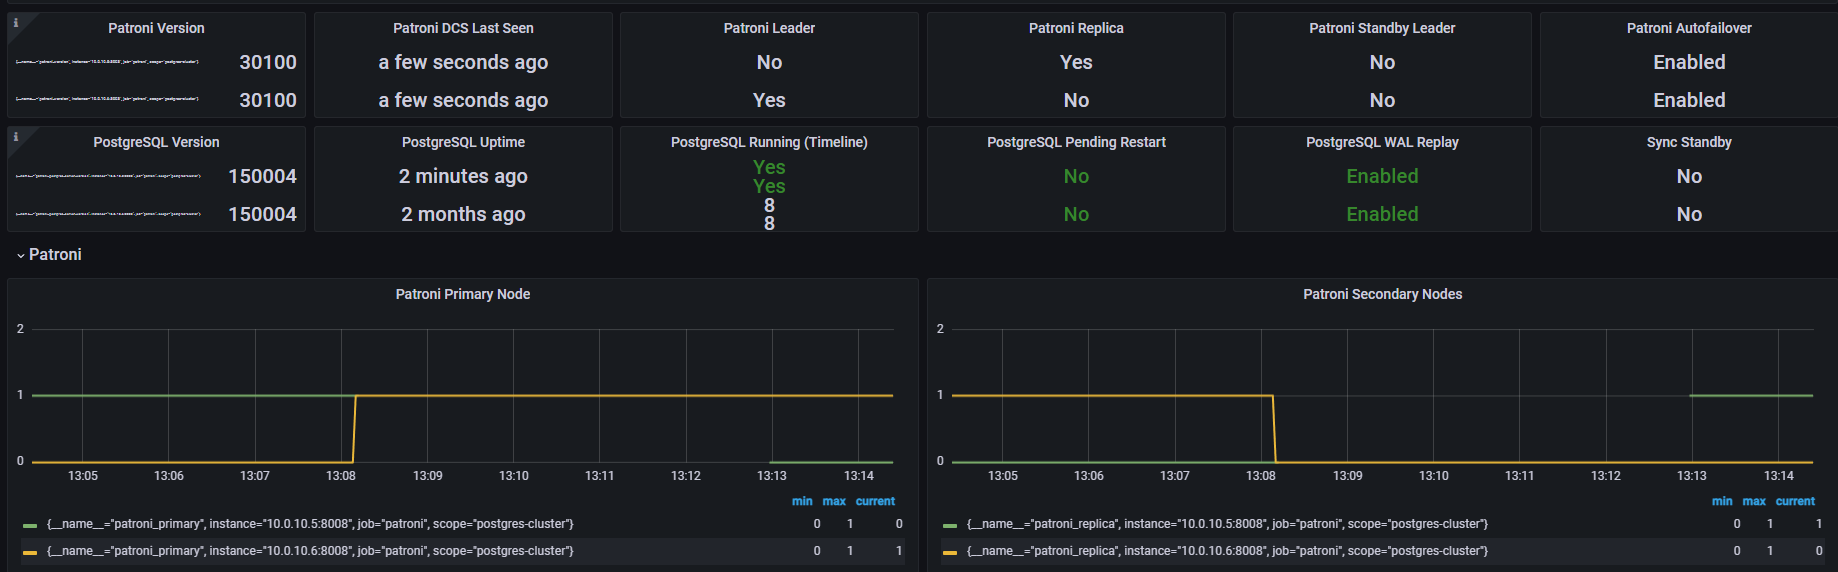 Patroni Version
Patroni DCS Last Seen
Patroni Leader
Patroni Replica
Patroni Standby Leader
Patroni Autofailover
30100
a few seconds ago
No
Yes
No
Enabled
30100
a few seconds ago
Yes
No
No
Enabled
PostgreSQL Version
PostgreSQL Uptime
PostgreSQL Running (Timeline)
PostgreSQL Pending Restart
PostgreSQL WAL Replay
Sync Standby
150004
2 minutes ago
Yes
Yes
No
Enabled
No
150004
2 months ago
8
8
No
Enabled
No
Patroni
Patroni Primary Node
2
1
0
13:05 13:06 13:07 13:08 13:09 13:10 13:11 13:12 13:13 13:14
min max current
{__name__="patroni_primary", instance="10.0.10.5:8008", job="patroni", scope="postgres-cluster"} 0 1 0
{__name__="patroni_primary", instance="10.0.10.6:8008", job="patroni", scope="postgres-cluster"} 0 1 1
Patroni Secondary Nodes
2
1
0
13:05 13:06 13:07 13:08 13:09 13:10 13:11 13:12 13:13 13:14
min max current
{__name__="patroni_replica", instance="10.0.10.5:8008", job="patroni", scope="postgres-cluster"} 0 1 1
{__name__="patroni_replica", instance="10.0.10.6:8008", job="patroni", scope="postgres-cluster"} 0 1 0